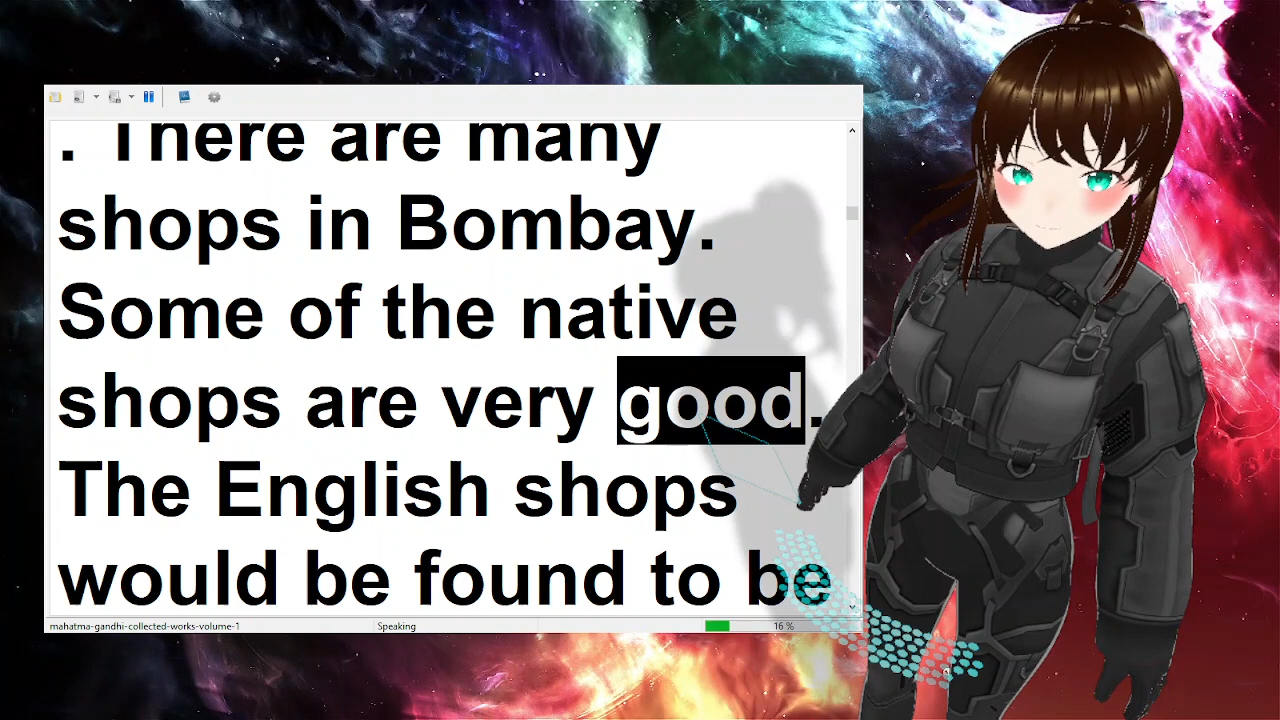 . There are many
shops in Bombay.
Some of the native
shops are very good.
The English shops
would be found to be
mahatma-gandhi-collected-works-volume-1 Speaking 16 %